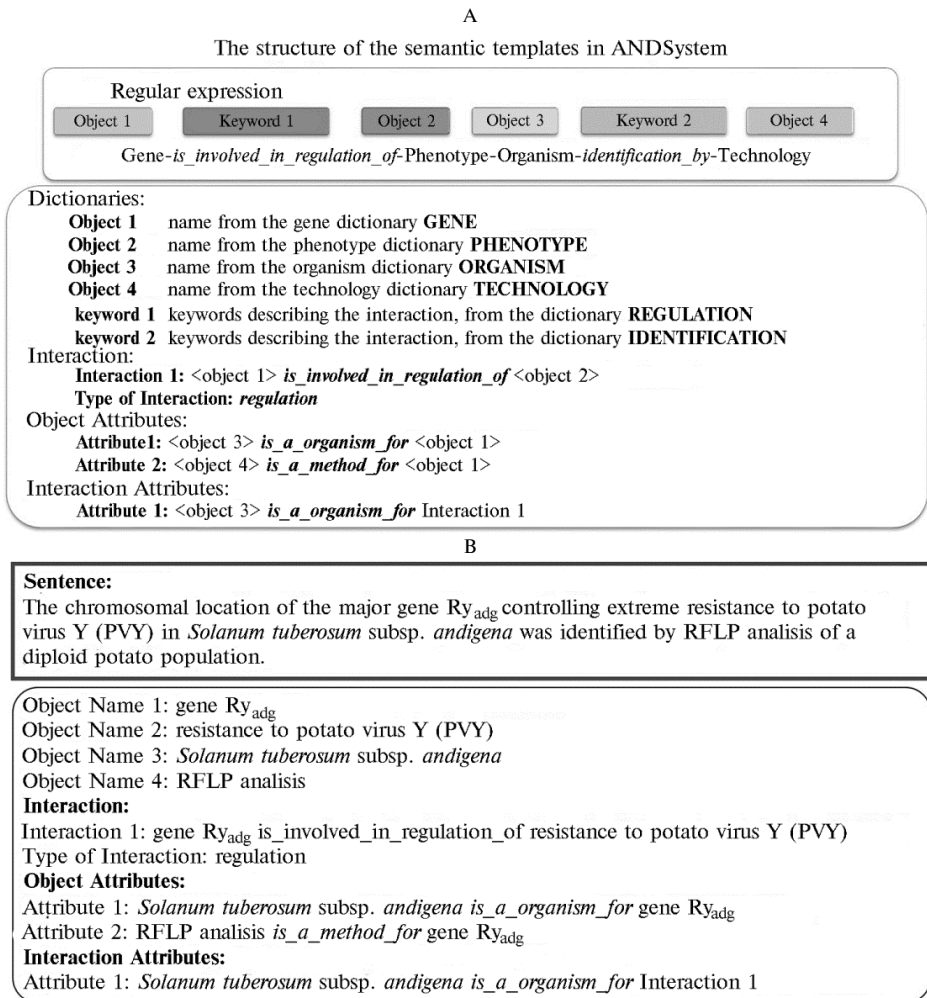 A
The structure of the semantic templates in ANDSystem
Regular expression
Object 1 Keyword 1 Object 2 Object 3 Keyword 2 Object 4
Gene-is_involved_in_regulation_of-Phenotype-Organism-identification_by-Technology
Dictionaries:
Object 1 name from the gene dictionary GENE
Object 2 name from the phenotype dictionary PHENOTYPE
Object 3 name from the organism dictionary ORGANISM
Object 4 name from the technology dictionary TECHNOLOGY
keyword 1 keywords describing the interaction, from the dictionary REGULATION
keyword 2 keywords describing the interaction, from the dictionary IDENTIFICATION
Interaction:
Interaction 1: <object 1> is_involved_in_regulation_of <object 2>
Type of Interaction: regulation
Object Attributes:
Attribute1: <object 3> is_a_organism_for <object 1>
Attribute 2: <object 4> is_a_method_for <object 1>
Interaction Attributes:
Attribute 1: <object 3> is_a_organism_for Interaction 1
B
Sentence:
The chromosomal location of the major gene Ryadg controlling extreme resistance to potato
virus Y (PVY) in Solanum tuberosum subsp. andigena was identified by RFLP analysis of a
diploid potato population.
Object Name 1: gene Ryadg
Object Name 2: resistance to potato virus Y (PVY)
Object Name 3: Solanum tuberosum subsp. andigena
Object Name 4: RFLP analisis
Interaction:
Interaction 1: gene Ryadg is_involved_in_regulation_of resistance to potato virus Y (PVY)
Type of Interaction: regulation
Object Attributes:
Attribute 1: Solanum tuberosum subsp. andigena is_a_organism_for gene Ryadg
Attribute 2: RFLP analisis is_a_method_for gene Ryadg
Interaction Attributes:
Attribute 1: Solanum tuberosum subsp. andigena is_a_organism_for Interaction 1